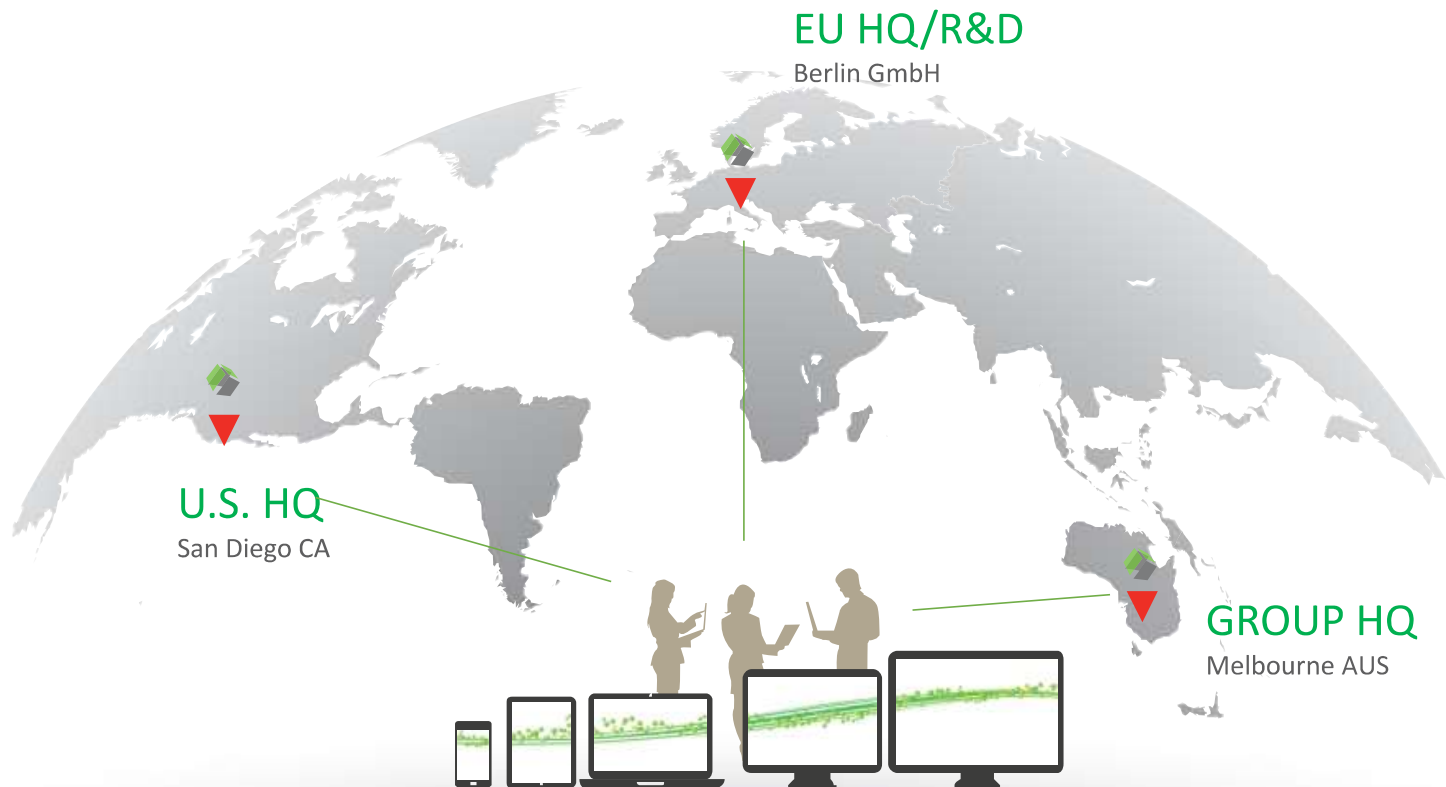 EU HQ/R&D
Berlin GmbH
U.S. HQ
San Diego CA
GROUP HQ
Melbourne AUS